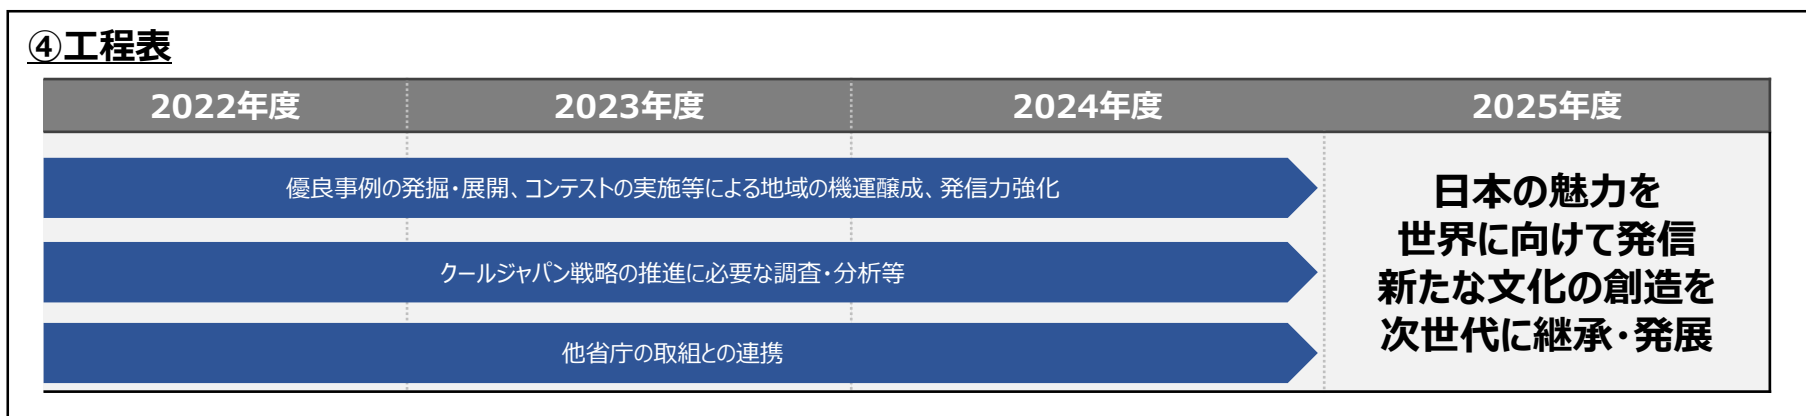 ④工程表
2022年度
2023年度
2024年度
2025年度
優良事例の発掘・展開、コンテストの実施等による地域の機運醸成、発信力強化
クールジャパン戦略の推進に必要な調査・分析等
他省庁の取組との連携
日本の魅力を
世界に向けて発信
新たな文化の創造を
次世代に継承・発展